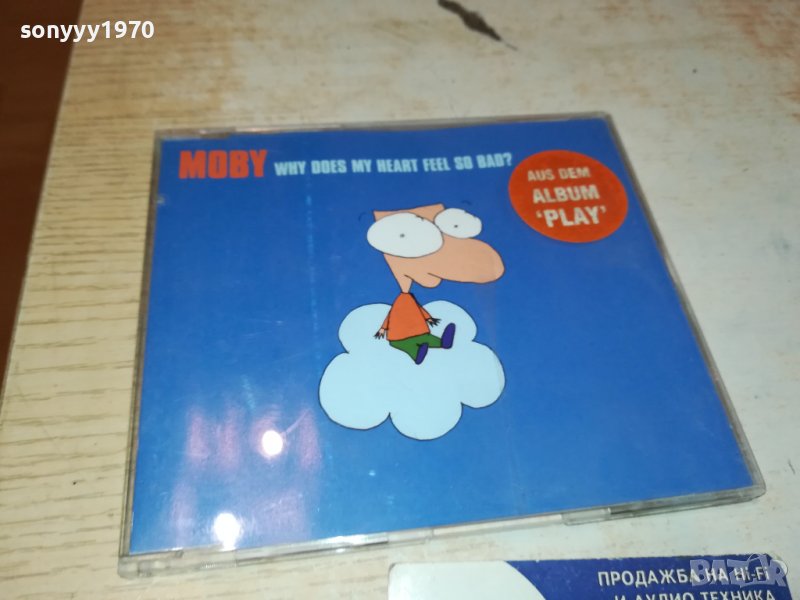 sonyyy1970
MOBY WHY DOES MY HEART FEEL SO BAD?
AUS DEM
ALBUM
'PLAY'
BAZAR
ПРОДАЖБА НА Hi-Fi
И АУДИО ТЕХНИКА